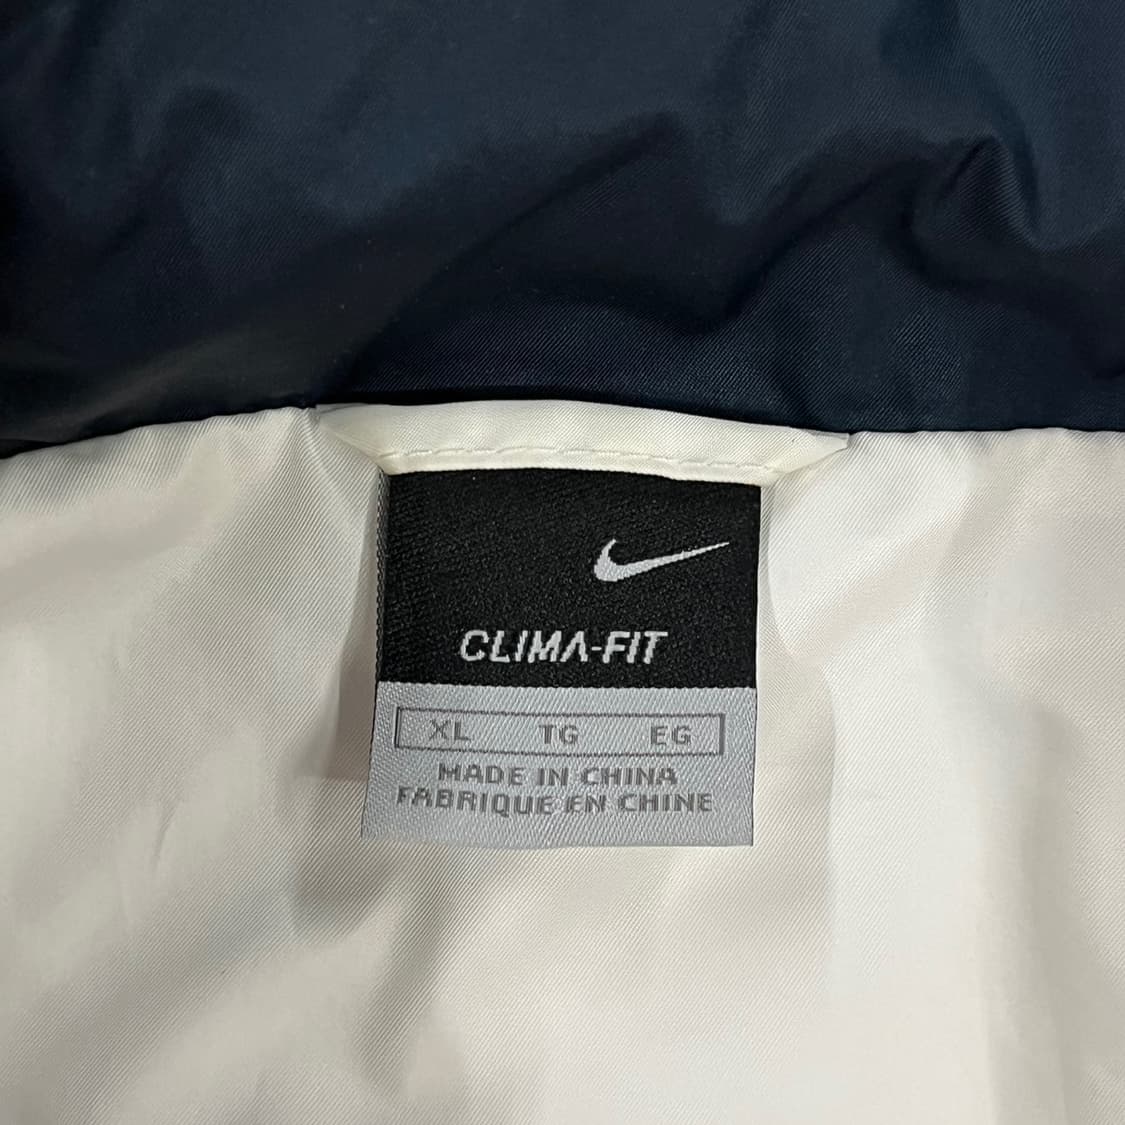 CLIMA-FIT
XL TG EG
MADE IN CHINA
FABRIQUE EN CHINE